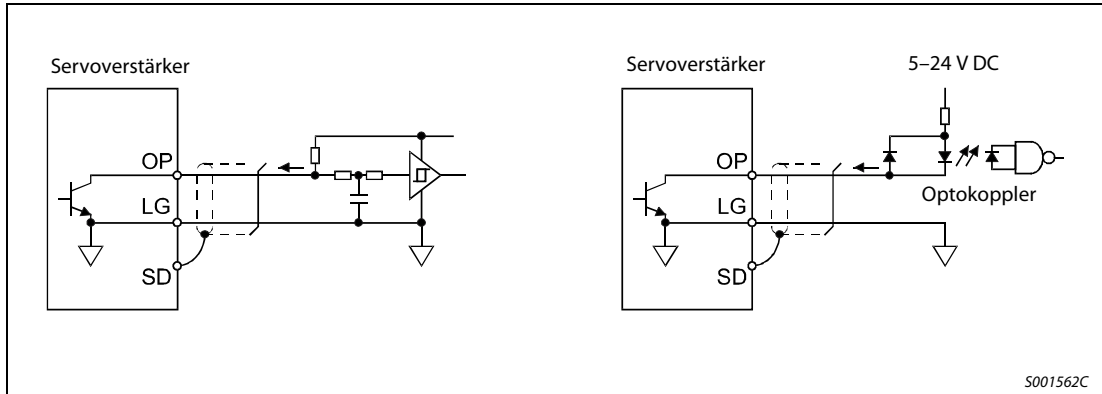 Servoverstärker
OP
LG
SD
Servoverstärker
5–24 V DC
OP
LG
SD
Optokoppler
S001562C